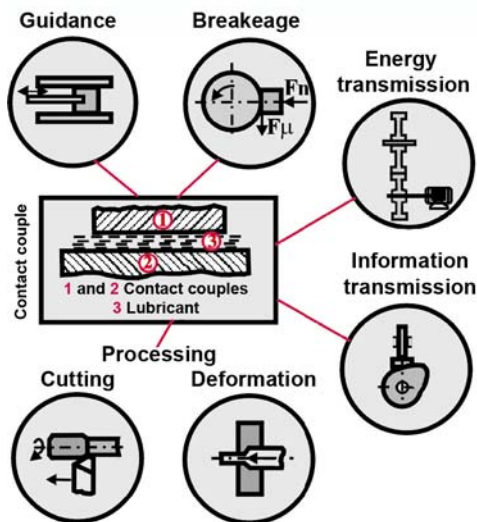 Guidance
Breakeage
Energy
transmission
Fn
Fμ
Contact couple
1
3
2
1 and 2 Contact couples
3 Lubricant
Information
transmission
Processing
Cutting
Deformation